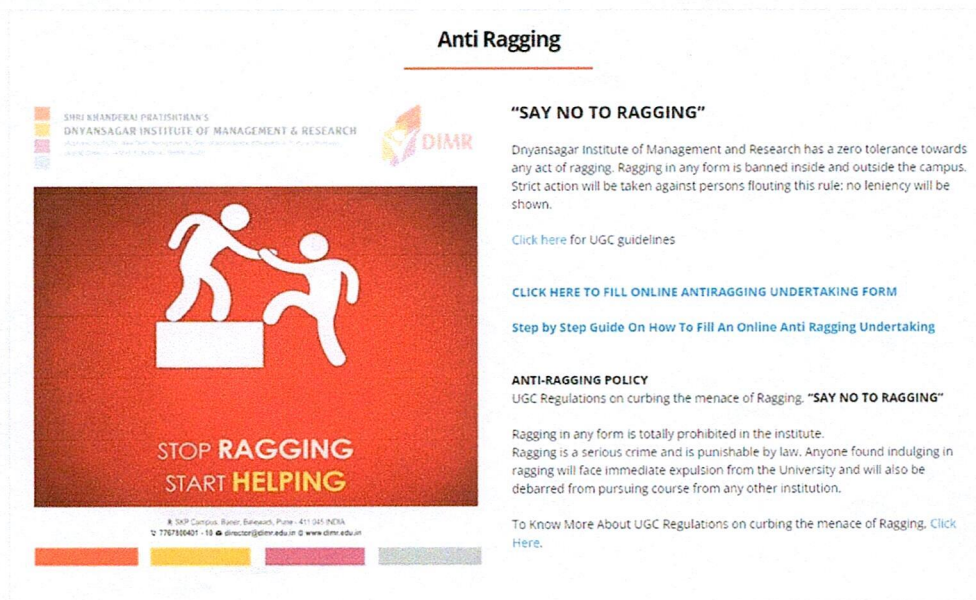 Anti Ragging
SHRI KHANDERAI PRATISHTHAN'S
DNYANSAGAR INSTITUTE OF MANAGEMENT & RESEARCH
DIMR
STOP RAGGING
START HELPING
SKP Campus, Baner, Balewadi, Pune - 411 045 INDIA
7767800401 - 10 director@dimr.edu.in www.dimr.edu.in
“SAY NO TO RAGGING”
Dnyansagar Institute of Management and Research has a zero tolerance towards
any act of ragging. Ragging in any form is banned inside and outside the campus.
Strict action will be taken against persons flouting this rule; no leniency will be
shown.
Click here for UGC guidelines
CLICK HERE TO FILL ONLINE ANTIRAGGING UNDERTAKING FORM
Step by Step Guide On How To Fill An Online Anti Ragging Undertaking
ANTI-RAGGING POLICY
UGC Regulations on curbing the menace of Ragging. “SAY NO TO RAGGING”
Ragging in any form is totally prohibited in the institute.
Ragging is a serious crime and is punishable by law. Anyone found indulging in
ragging will face immediate expulsion from the University and will also be
debarred from pursuing course from any other institution.
To Know More About UGC Regulations on curbing the menace of Ragging, Click
Here.